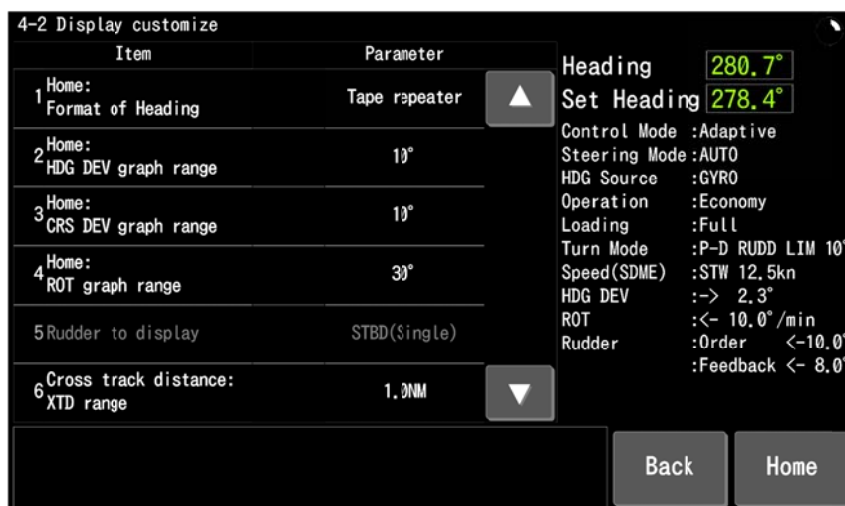 4-2 Display customize
Item Parameter
1 Home:
Format of Heading
Tape repeater
2 Home:
HDG DEV graph range
10°
3 Home:
CRS DEV graph range
10°
4 Home:
ROT graph range
30°
5 Rudder to display STBD(Single)
6 Cross track distance:
XTD range
1.0NM
Heading 280.7°
Set Heading 278.4°
Control Mode :Adaptive
Steering Mode:AUTO
HDG Source :GYRO
Operation :Economy
Loading :Full
Turn Mode :P-D RUDD LIM 10°
Speed(SDME) :STW 12.5kn
HDG DEV :-> 2.3°
ROT :<- 10.0°/min
Rudder :Order <-10.0°
:Feedback <- 8.0°
Back Home